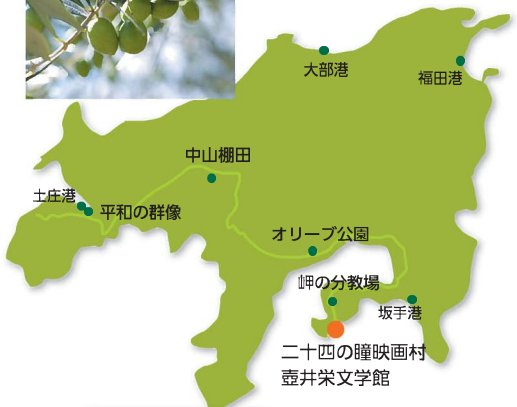 大部港
福田港
中山棚田
土庄港
平和の群像
オリーブ公園
岬の分教場
坂手港
二十四の瞳映画村
壺井栄文学館